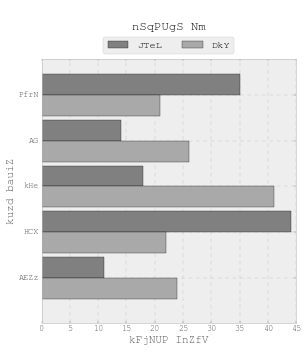 nSqPUgS Nm
JTeL
DkY
PfrN
AG
kHe
HCX
AEZz
kuzd bauiZ
0 5 10 15 20 25 30 35 40 45
kFjNUP InZfV